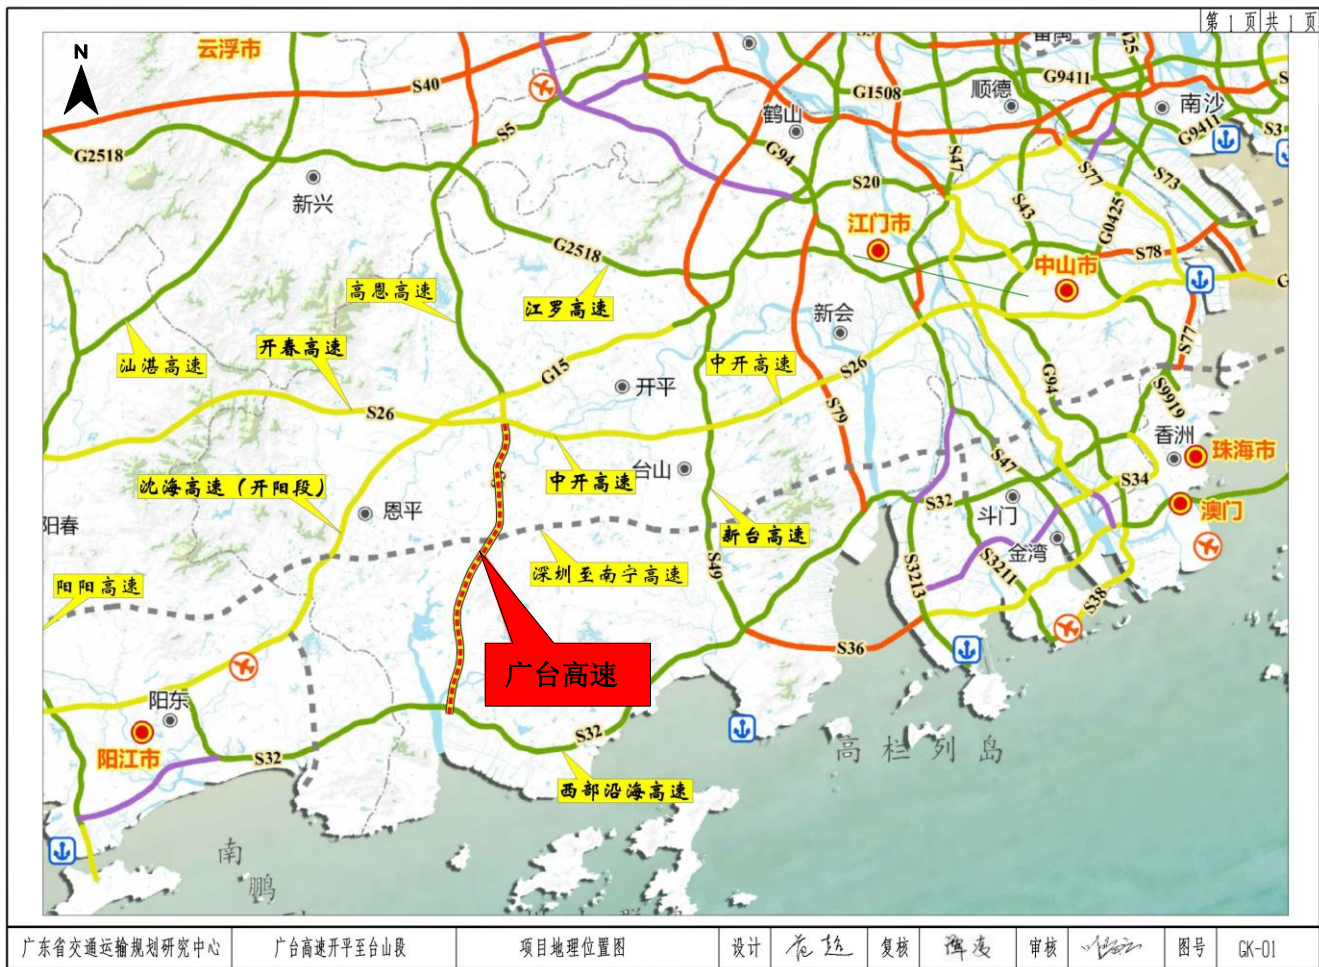 第 1 页 共 1 页
N
云浮市
S40
S5
G2518
新兴
G1508
G9411
顺德
南沙
G9411
S3
鹤山
G94
S20
S47
S77
S73
S43
G0425
江门市
中山市
S78
G2518
高恩高速
江罗高速
汕湛高速
开春高速
新会
中开高速
S26
G15
开平
S26
S79
S77
G94
S9919
香洲
珠海市
台山
中开高速
沈海高速（开阳段）
恩平
阳春
新台高速
S47
S34
S32
斗门
澳门
金湾
深圳至南宁高速
S49
S3213
S3211
S38
阳阳高速
广台高速
S36
阳东
阳江市
S32
S32
西部沿海高速
高栏列岛
南
鹏
广东省交通运输规划研究中心
广台高速开平至台山段
项目地理位置图
设计
复核
审核
图号
GK-01